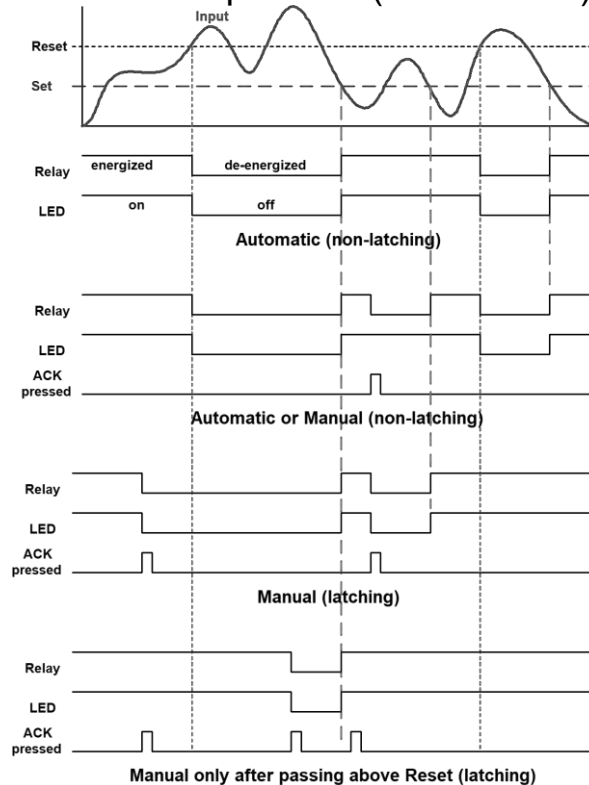 Input
Reset
Set
energized de-energized
Relay
on off
LED
Automatic (non-latching)
Relay
LED
ACK
pressed
Automatic or Manual (non-latching)
Relay
LED
ACK
pressed
Manual (latching)
Relay
LED
ACK
pressed
Manual only after passing above Reset (latching)